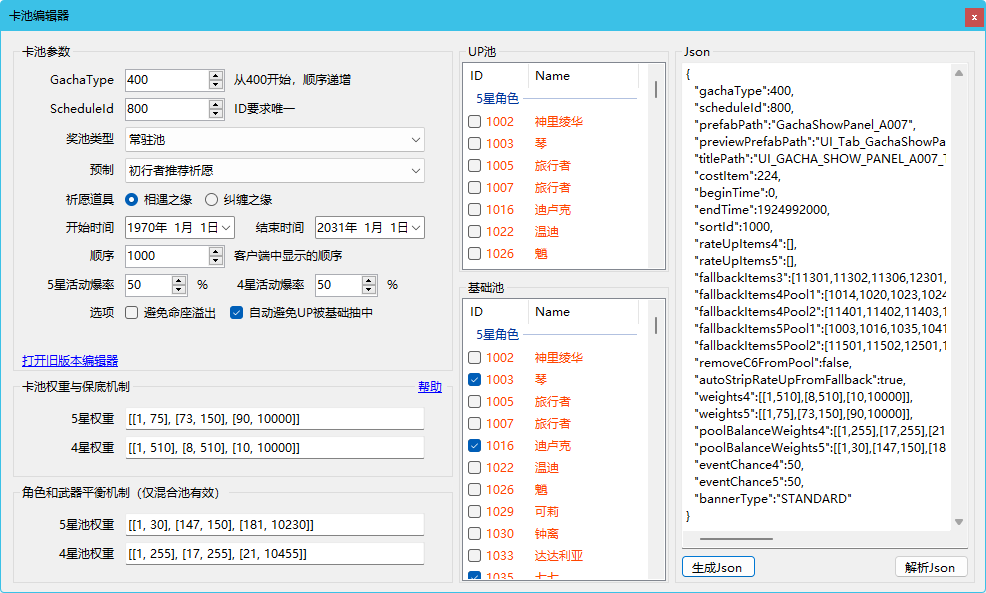 卡池编辑器
x
卡池参数
GachaType 400 从400开始，顺序递增
ScheduleId 800 ID要求唯一
奖池类型 常驻池
预制 初行者推荐祈愿
祈愿道具 相遇之缘 纠缠之缘
开始时间 1970年 1月 1日 结束时间 2031年 1月 1日
顺序 1000 客户端中显示的顺序
5星活动爆率 50 % 4星活动爆率 50 %
选项 避免命座溢出 自动避免UP被基础抽中
打开旧版本编辑器
卡池权重与保底机制 帮助
5星权重 [[1, 75], [73, 150], [90, 10000]]
4星权重 [[1, 510], [8, 510], [10, 10000]]
角色和武器平衡机制（仅混合池有效）
5星池权重 [[1, 30], [147, 150], [181, 10230]]
4星池权重 [[1, 255], [17, 255], [21, 10455]]
UP池
ID Name
5星角色
1002 神里绫华
1003 琴
1005 旅行者
1007 旅行者
1016 迪卢克
1022 温迪
1026 魈
基础池
ID Name
5星角色
1002 神里绫华
1003 琴
1005 旅行者
1007 旅行者
1016 迪卢克
1022 温迪
1026 魈
1029 可莉
1030 钟离
1033 达达利亚
1035 七七
Json
{
"gachaType":400,
"scheduleId":800,
"prefabPath":"GachaShowPanel_A007",
"previewPrefabPath":"UI_Tab_GachaShowPa
"titlePath":"UI_GACHA_SHOW_PANEL_A007_
"costItem":224,
"beginTime":0,
"endTime":1924992000,
"sortId":1000,
"rateUpItems4":[],
"rateUpItems5":[],
"fallbackItems3":[11301,11302,11306,12301,
"fallbackItems4Pool1":[1014,1020,1023,1024
"fallbackItems4Pool2":[11401,11402,11403,1
"fallbackItems5Pool1":[1003,1016,1035,1041
"fallbackItems5Pool2":[11501,11502,12501,1
"removeC6FromPool":false,
"autoStripRateUpFromFallback":true,
"weights4":[[1,510],[8,510],[10,10000]],
"weights5":[[1,75],[73,150],[90,10000]],
"poolBalanceWeights4":[[1,255],[17,255],[21
"poolBalanceWeights5":[[1,30],[147,150],[18
"eventChance4":50,
"eventChance5":50,
"bannerType":"STANDARD"
}
生成Json 解析Json